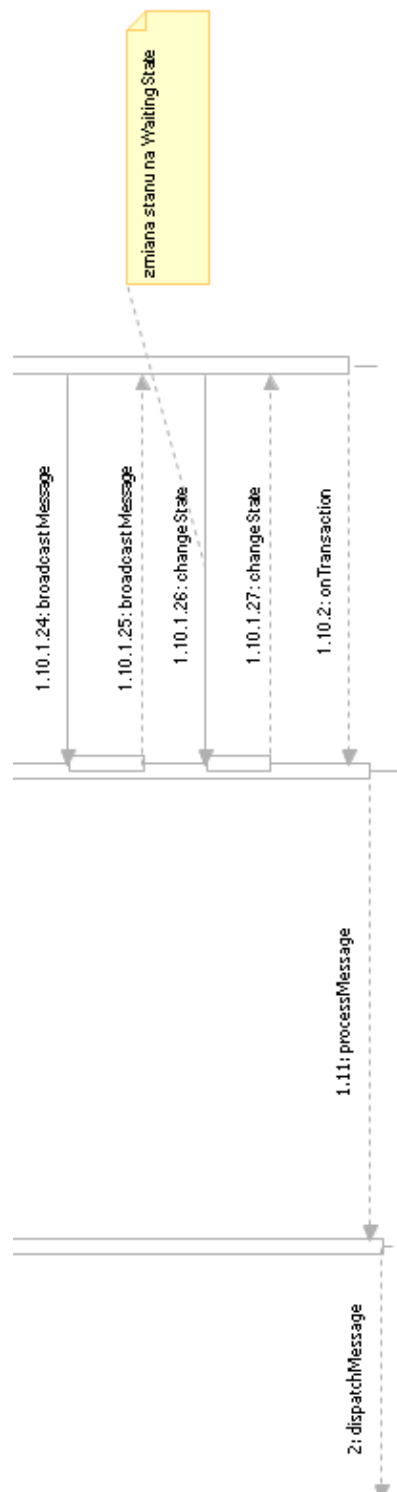 zmiana stanu na WaitingState
1.10.1.24: broadcastMessage
1.10.1.25: broadcastMessage
1.10.1.26: changeState
1.10.1.27: changeState
1.10.2: onTransaction
1.11: processMessage
2: dispatchMessage